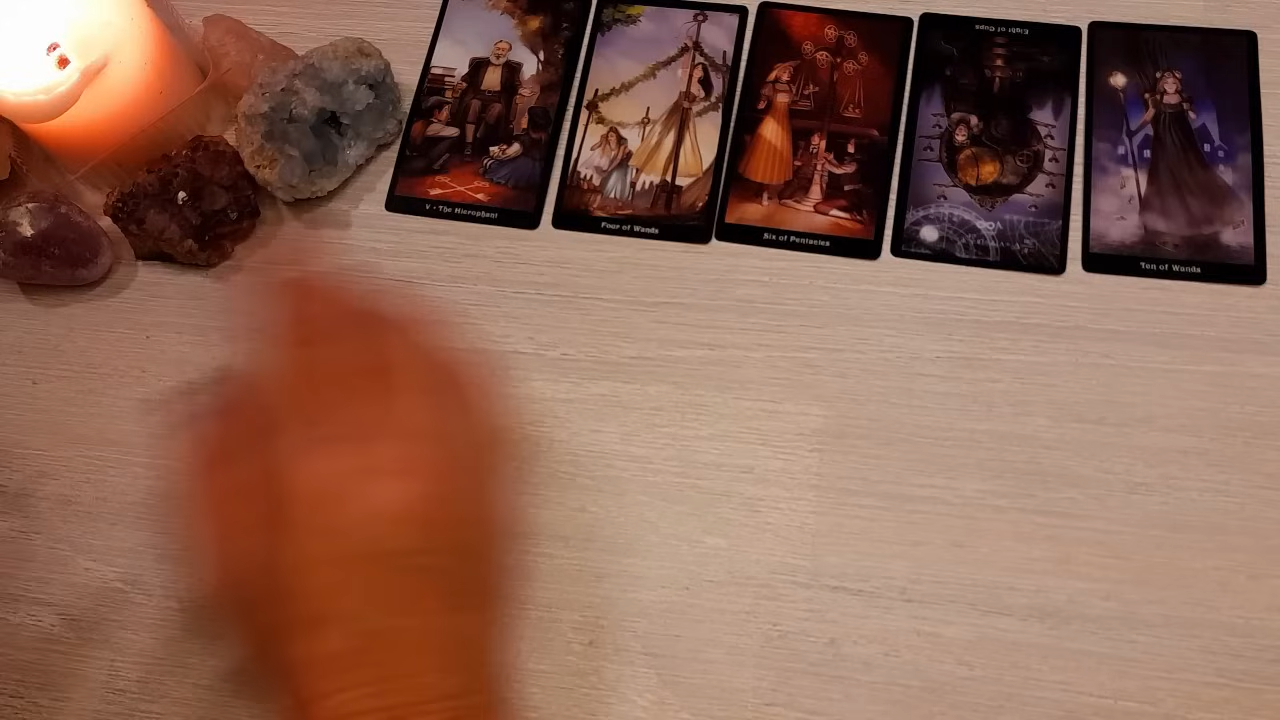 V - The Hierophant
Four of Wands
Six of Pentacles
Eight of Cups
Ten of Wands